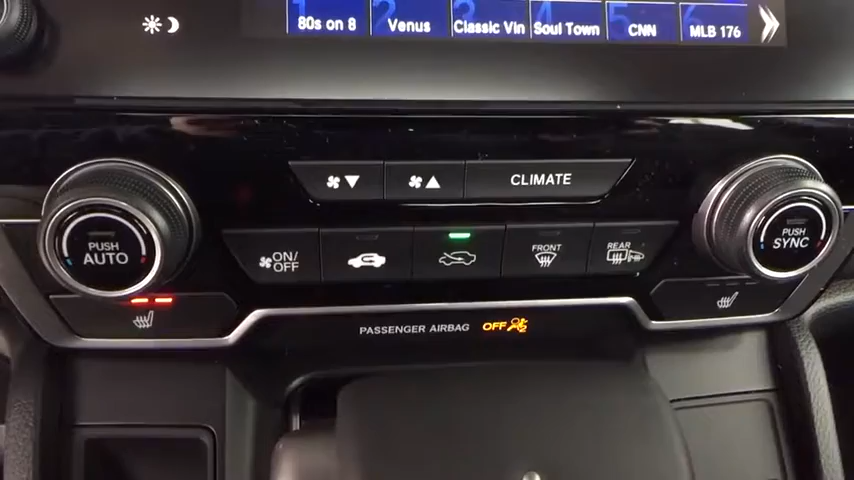 1 80s on 8
2 Venus
3 Classic Vin
4 Soul Town
5 CNN
6 MLB 176
CLIMATE
PUSH
AUTO
ON/
OFF
FRONT
REAR
PUSH
SYNC
PASSENGER AIRBAG OFF